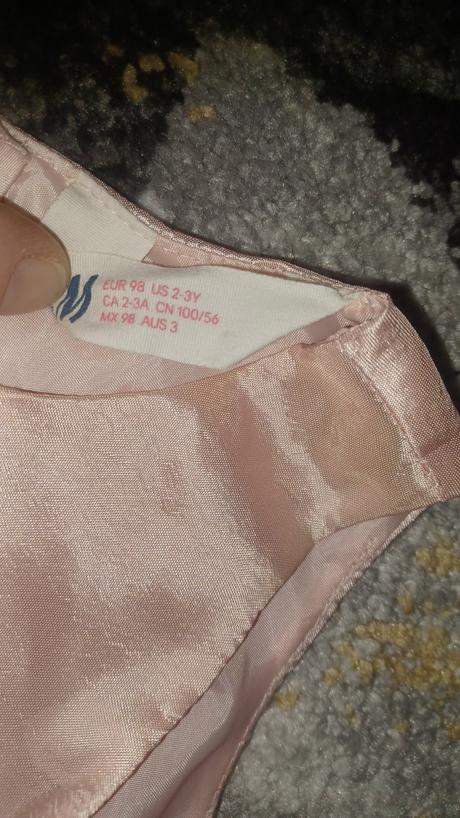 EUR 98 US 2-3Y
CA 2-3A CN 100/56
MX 98 AUS 3